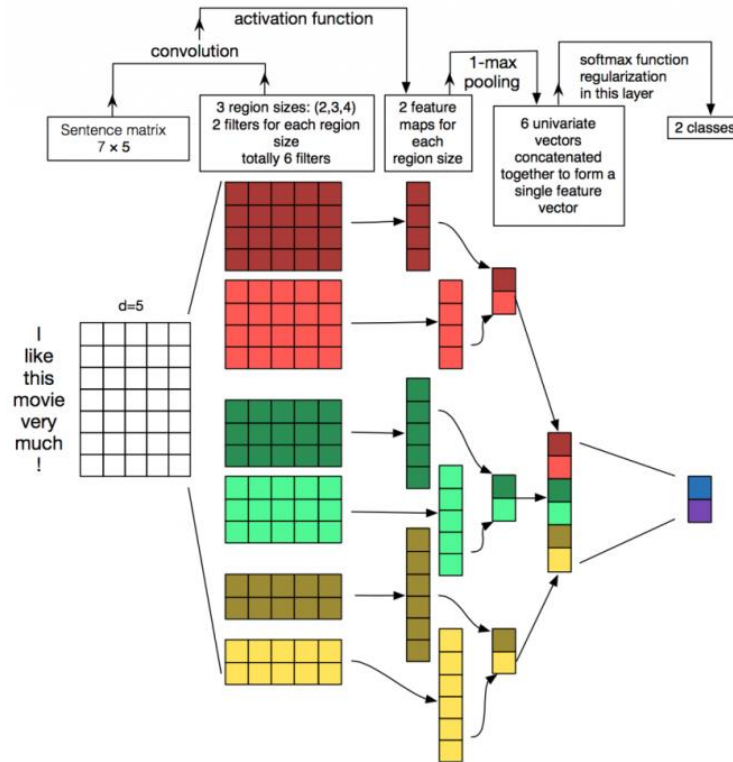 activation function
convolution
1-max
pooling
softmax function
regularization
in this layer
Sentence matrix
7 × 5
3 region sizes: (2,3,4)
2 filters for each region
size
totally 6 filters
2 feature
maps for
each
region size
6 univariate
vectors
concatenated
together to form a
single feature
vector
2 classes
d=5
I
like
this
movie
very
much
!